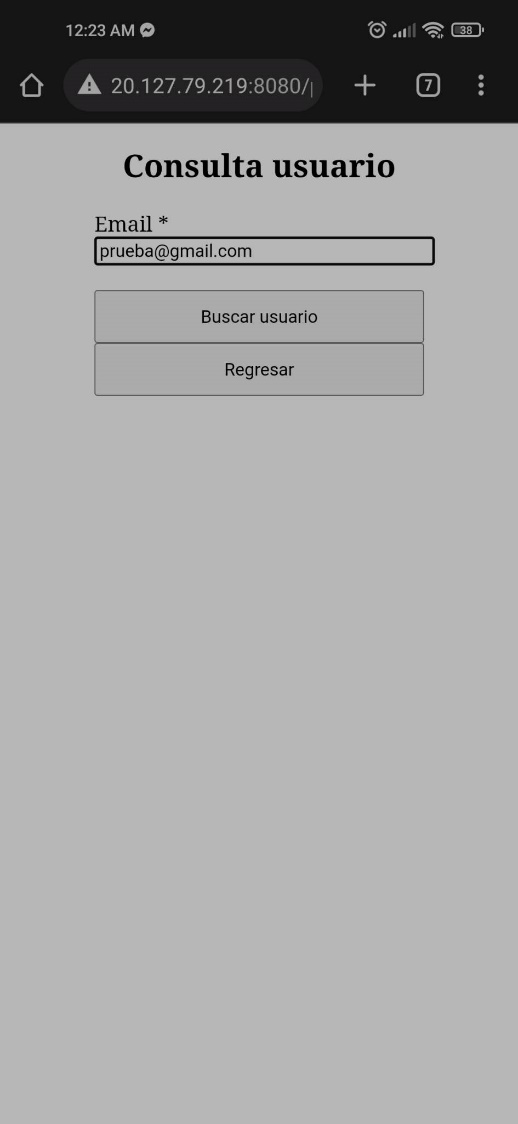 12:23 AM
38
20.127.79.219:8080/
7
Consulta usuario
Email *
prueba@gmail.com
Buscar usuario
Regresar